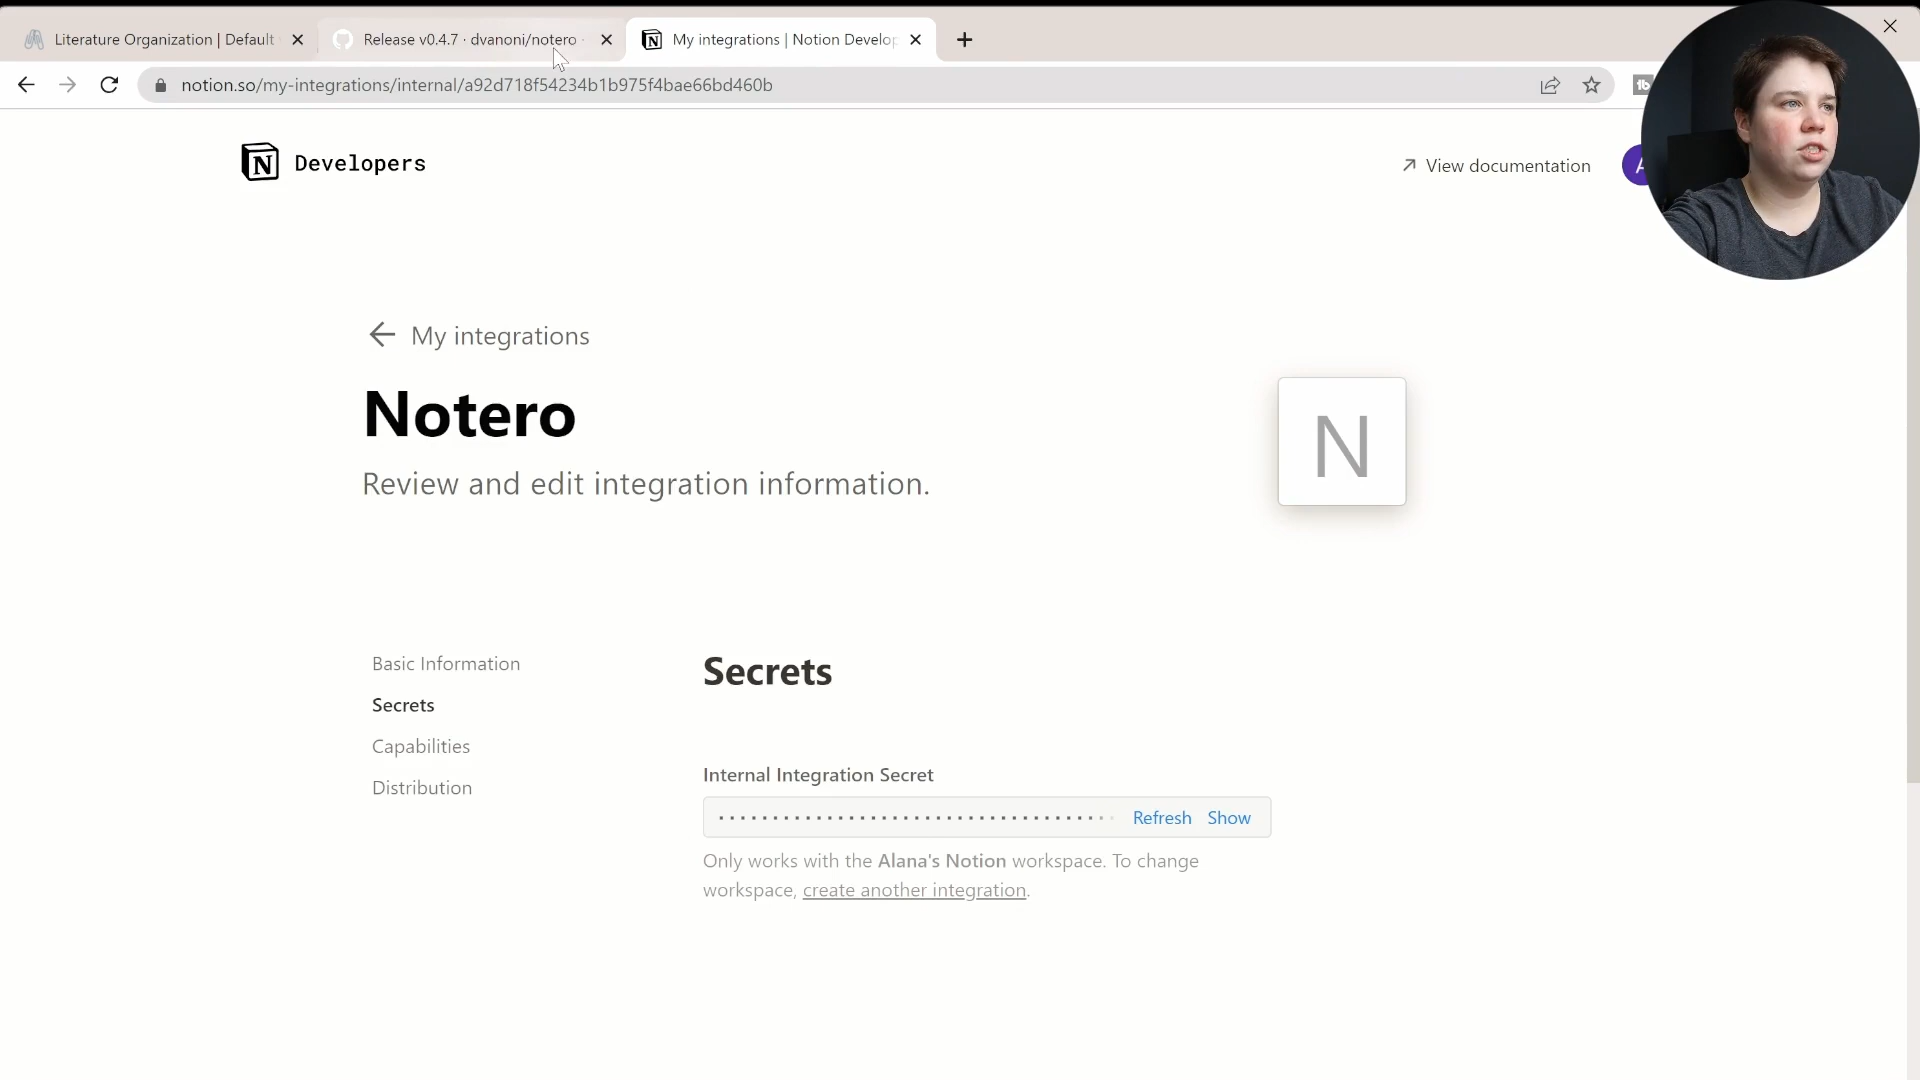 Literature Organization | Default
Release v0.4.7 · dvanoni/notero ·
My integrations | Notion Develop
notion.so/my-integrations/internal/a92d718f54234b1b975f4bae66bd460b
Developers
View documentation
My integrations
Notero
Review and edit integration information.
N
Basic Information
Secrets
Capabilities
Distribution
Secrets
Internal Integration Secret
Refresh Show
Only works with the Alana's Notion workspace. To change
workspace, create another integration.